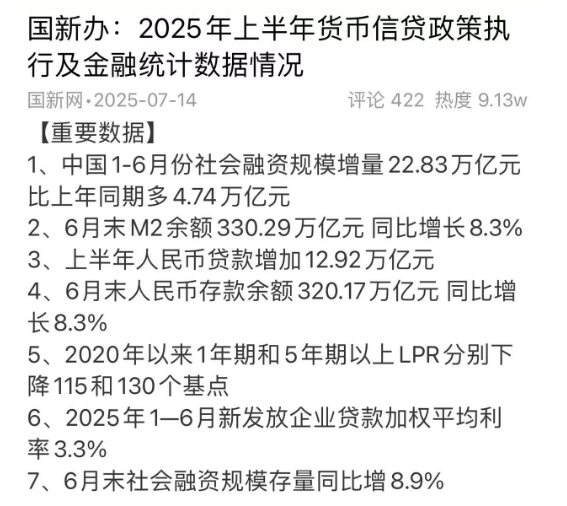 国新办：2025年上半年货币信贷政策执
行及金融统计数据情况
国新网·2025-07-14 评论 422 热度 9.13w
【重要数据】
1、中国1-6月份社会融资规模增量22.83万亿元
比上年同期多4.74万亿元
2、6月末M2余额330.29万亿元 同比增长8.3%
3、上半年人民币贷款增加12.92万亿元
4、6月末人民币存款余额320.17万亿元 同比增
长8.3%
5、2020年以来1年期和5年期以上LPR分别下
降115和130个基点
6、2025年1—6月新发放企业贷款加权平均利
率3.3%
7、6月末社会融资规模存量同比增8.9%